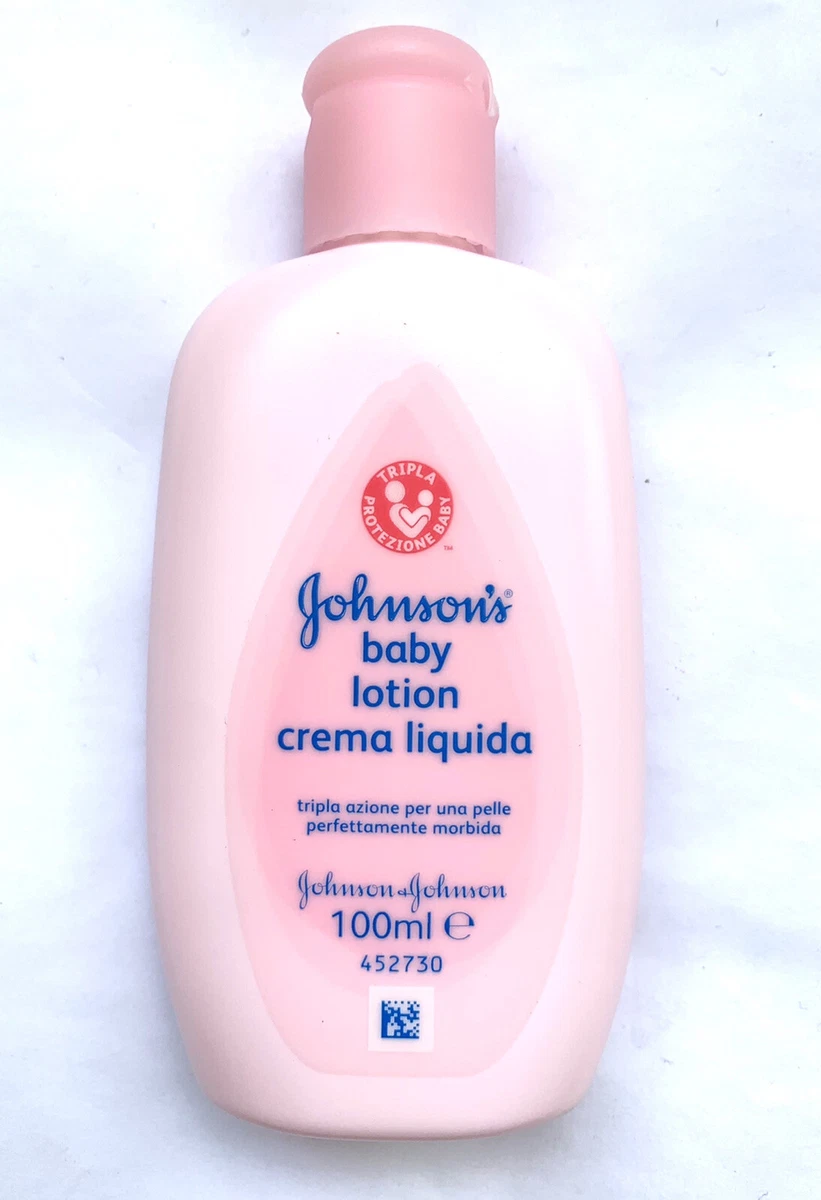 TRIPLA
PROTEZIONE BABY
™
Johnson's®
baby
lotion
crema liquida
tripla azione per una pelle
perfettamente morbida
Johnson & Johnson
100ml ℮
452730